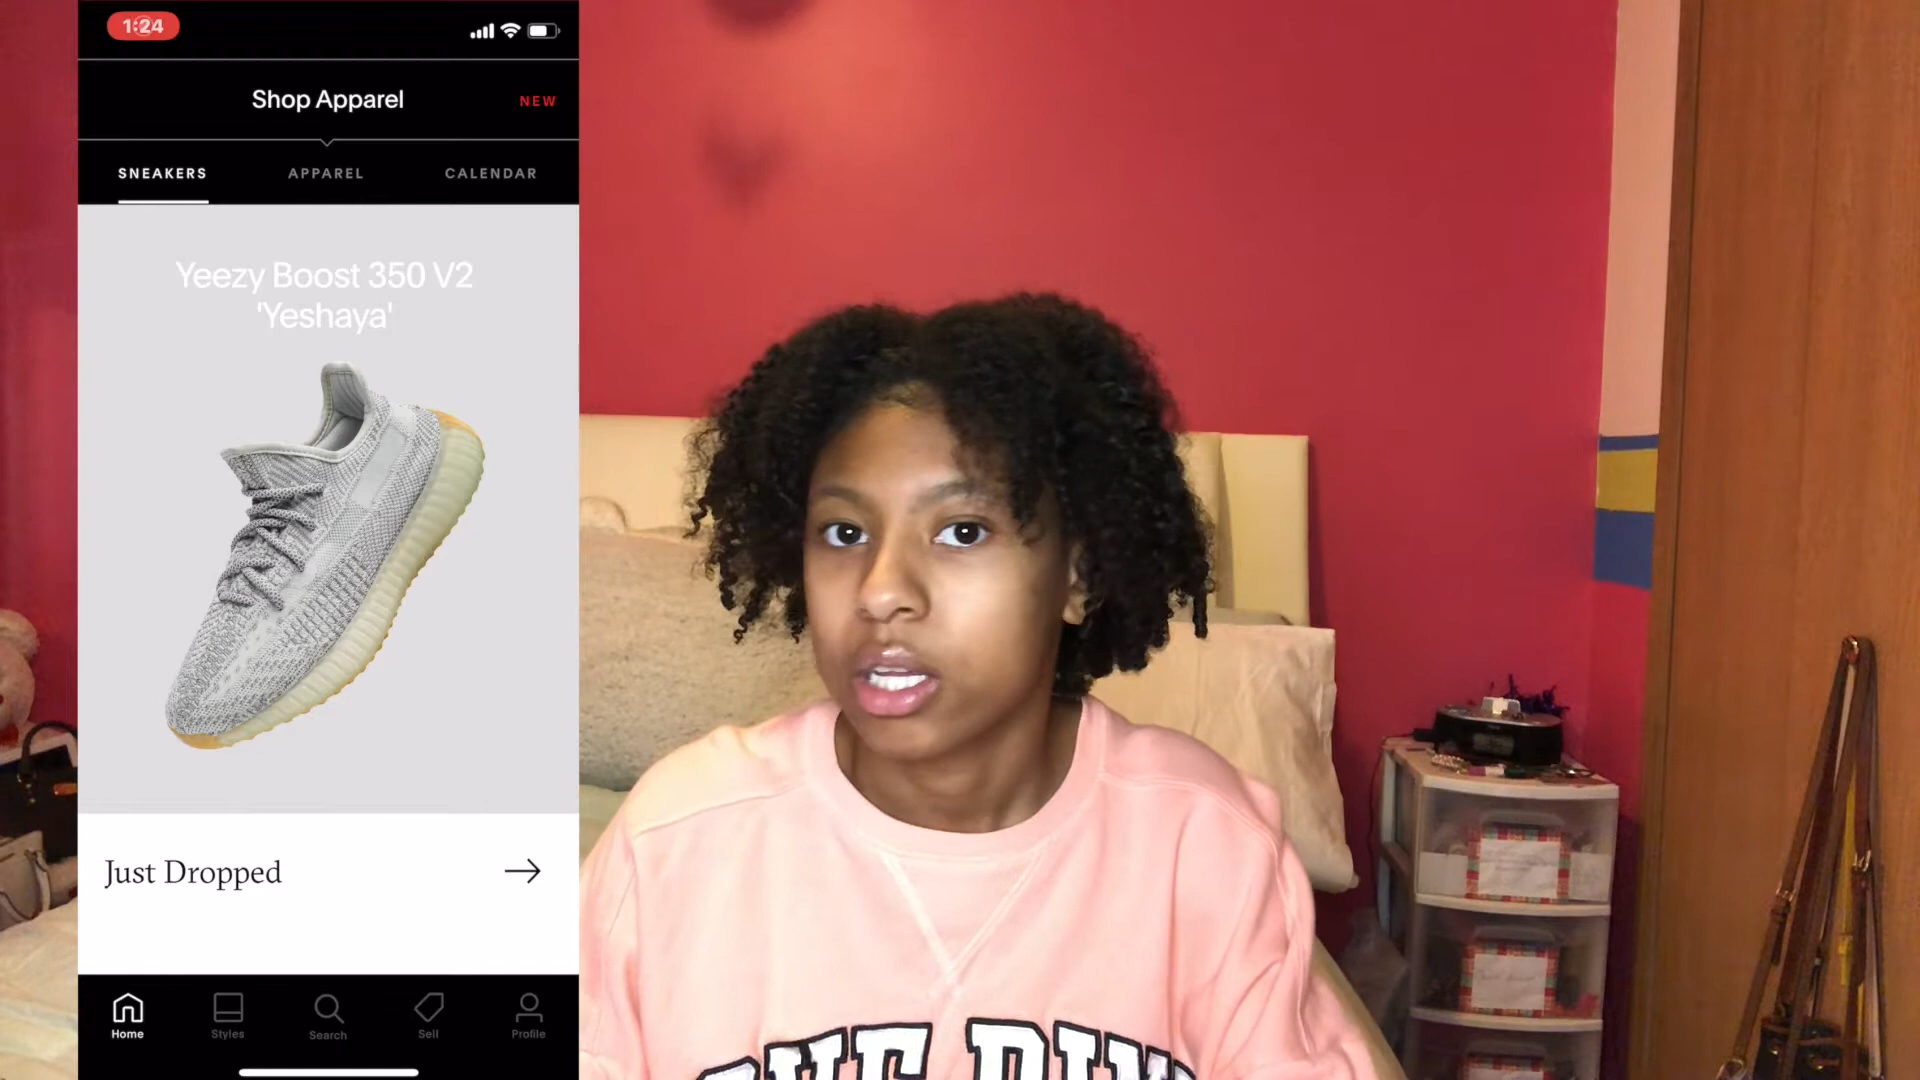 1:24
Shop Apparel
NEW
SNEAKERS
APPAREL
CALENDAR
Yeezy Boost 350 V2
'Yeshaya'
Just Dropped
Home
Styles
Search
Sell
Profile